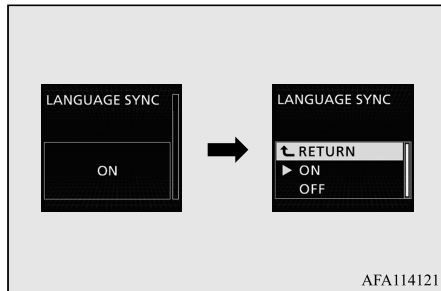 LANGUAGE SYNC
ON
LANGUAGE SYNC
RETURN
ON
OFF
AFA114121